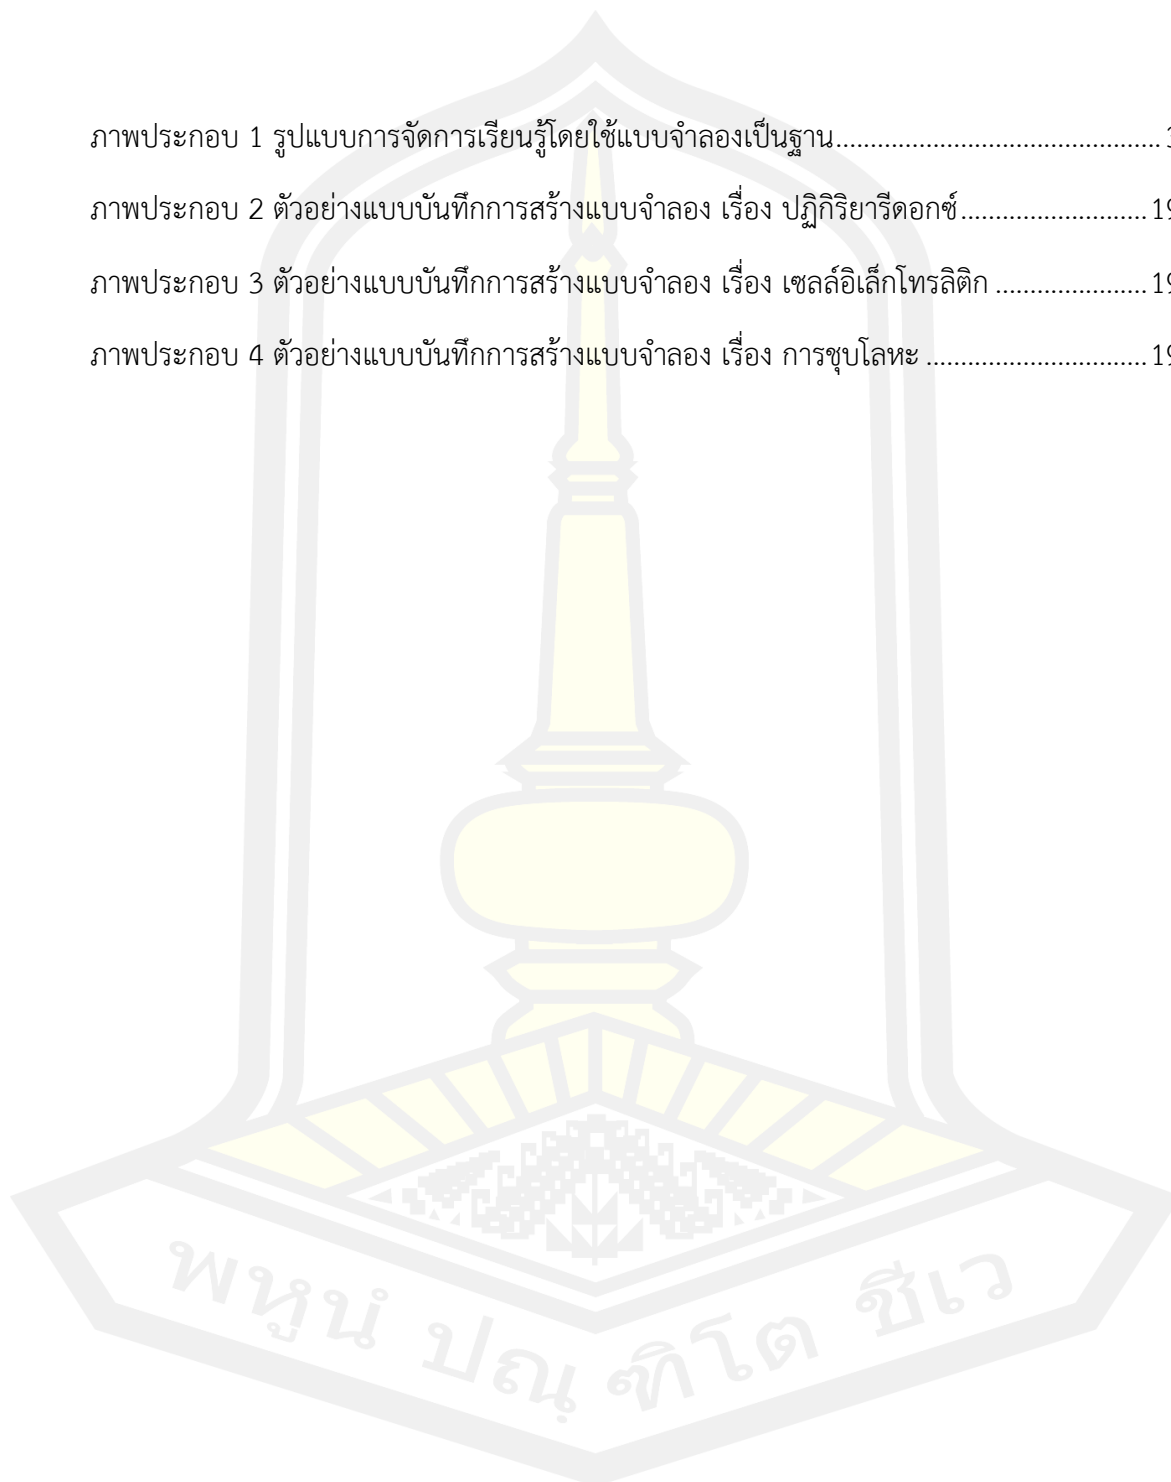 ภาพประกอบ 1 รูปแบบการจัดการเรียนรู้โดยใช้แบบจำลองเป็นฐาน...............................................
ภาพประกอบ 2 ตัวอย่างแบบบันทึกการสร้างแบบจำลอง เรื่อง ปฏิกิริยารีดอกซ์...........................
ภาพประกอบ 3 ตัวอย่างแบบบันทึกการสร้างแบบจำลอง เรื่อง เซลล์อิเล็กโทรลิติก ......................
ภาพประกอบ 4 ตัวอย่างแบบบันทึกการสร้างแบบจำลอง เรื่อง การชุบโลหะ ................................
พหูนํ ปณฺฑิโต ชีเว